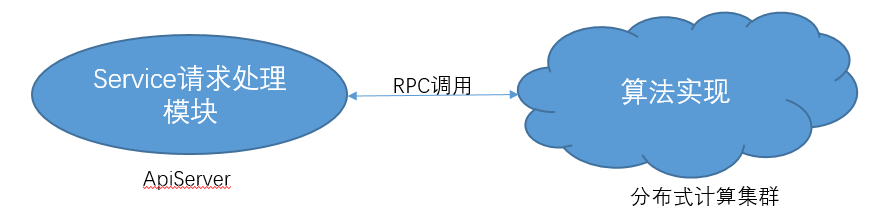 Service请求处理
模块
RPC调用
算法实现
ApiServer
分布式计算集群